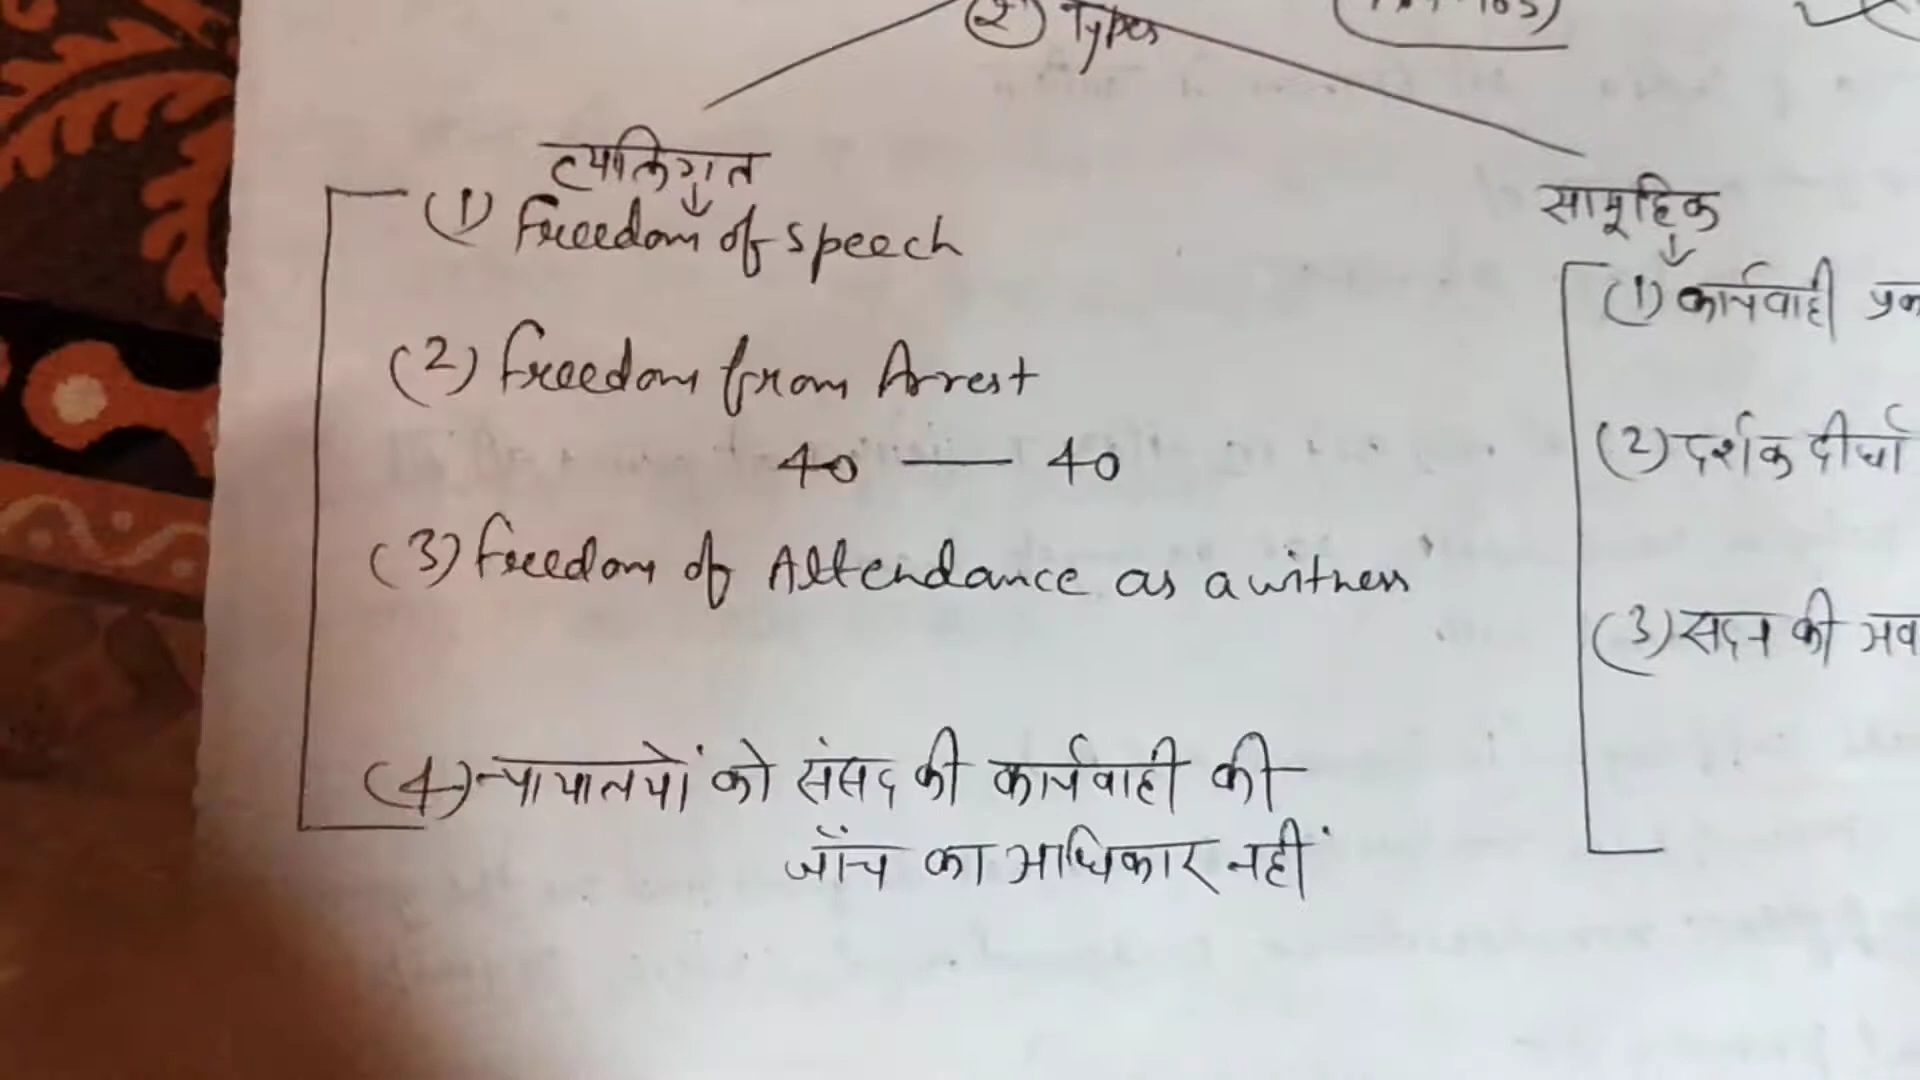 2 Types
व्यक्तिगत
(1) Freedom of speech
(2) Freedom from Arrest
40 — 40
(3) Freedom of Attendance as a witness
(4) न्यायालयों को संसद की कार्यवाही की
जाँच का अधिकार नहीं
सामूहिक
(1) कार्यवाही
(2) दर्शक दीर्घा
(3) सदन की